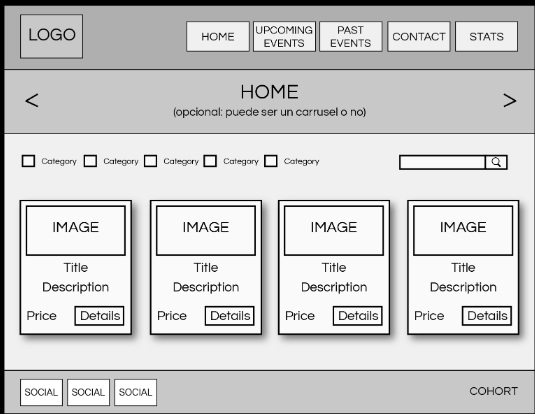 LOGO
HOME
UPCOMING
EVENTS
PAST
EVENTS
CONTACT
STATS
< HOME >
(opcional: puede ser un carrusel o no)
Category Category Category Category Category
IMAGE IMAGE IMAGE IMAGE
Title Title Title Title
Description Description Description Description
Price Details Price Details Price Details Price Details
SOCIAL SOCIAL SOCIAL COHORT